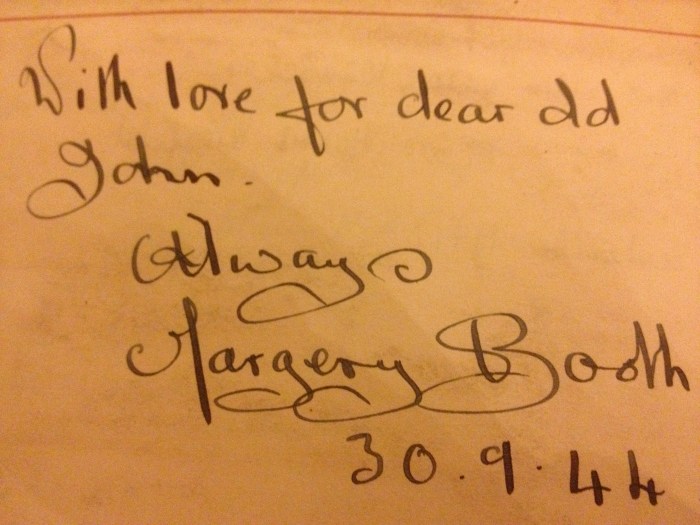 With love for dear old
John.
Always
Margery Booth
30.9.44